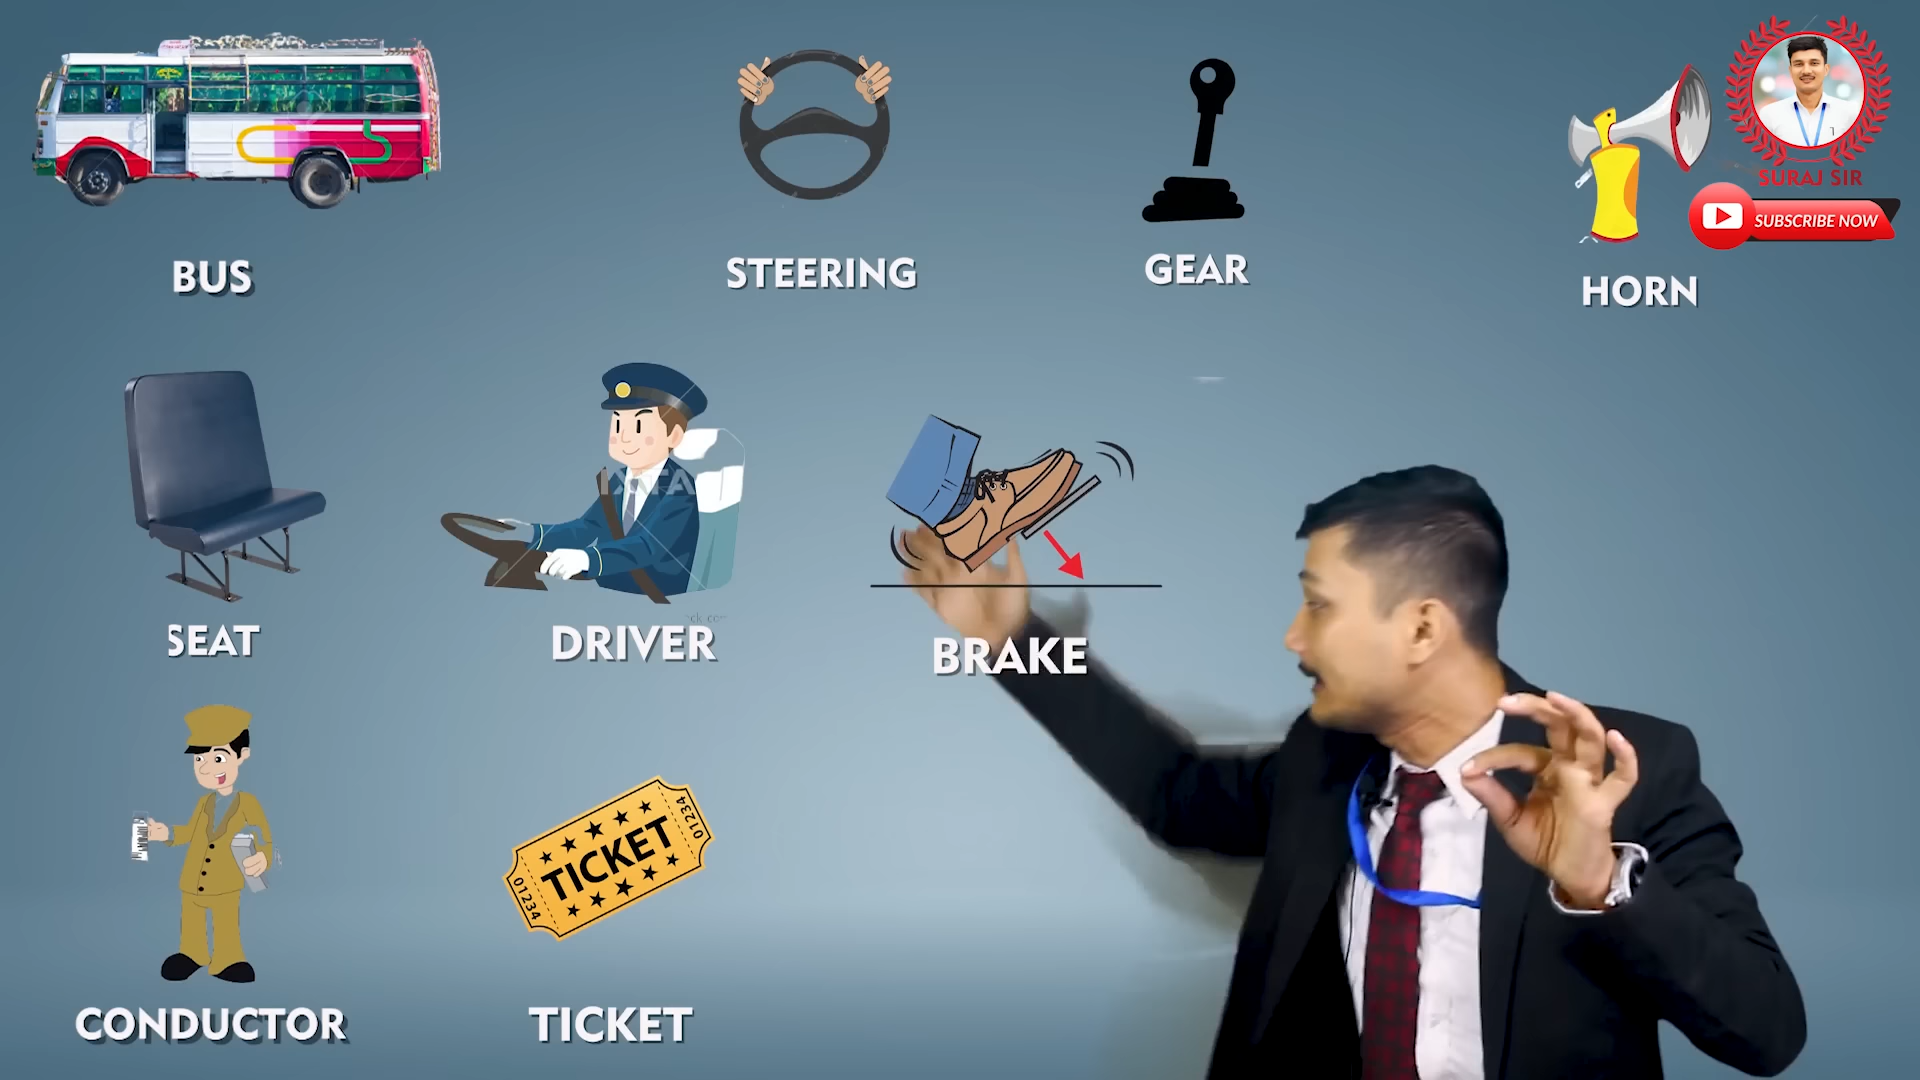 SURAJ SIR
SUBSCRIBE NOW
BUS
STEERING
GEAR
HORN
SEAT
DRIVER
BRAKE
TICKET
01234
01234
CONDUCTOR
TICKET